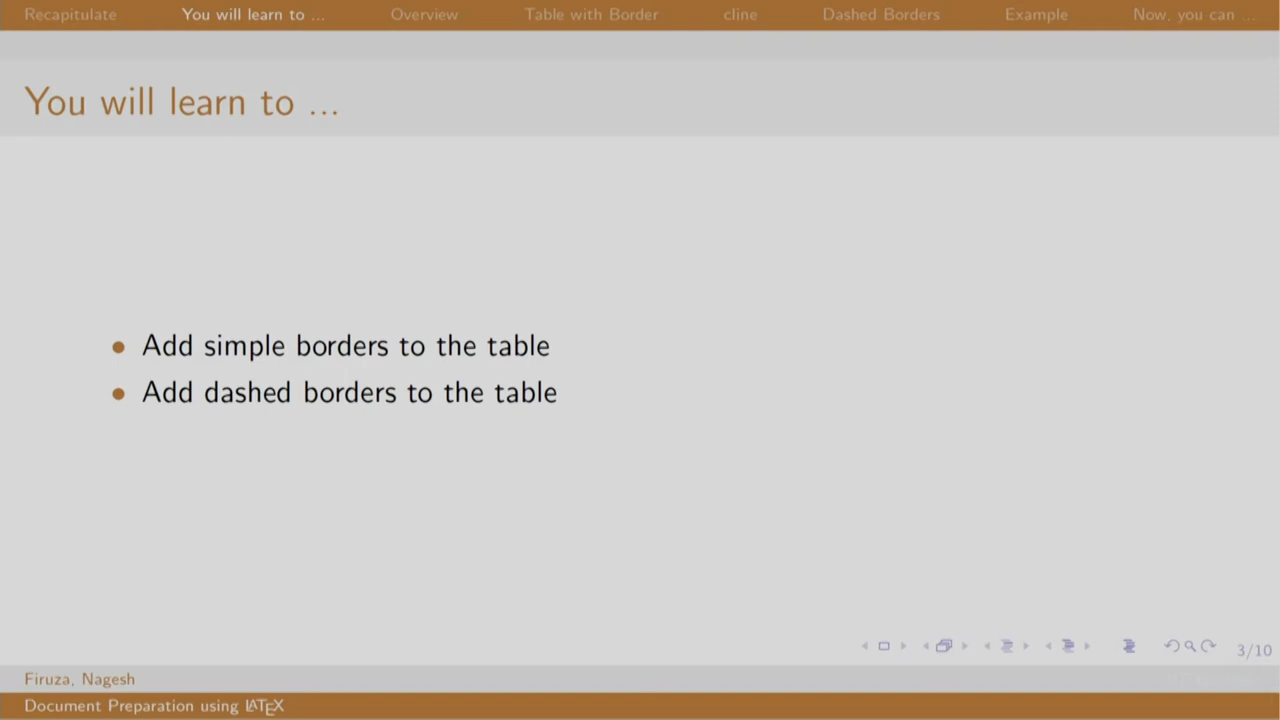 Recapitulate You will learn to ... Overview Table with Border cline Dashed Borders Example Now, you can ...
You will learn to ...
• Add simple borders to the table
• Add dashed borders to the table
3/10
Firuza, Nagesh
Document Preparation using LATEX